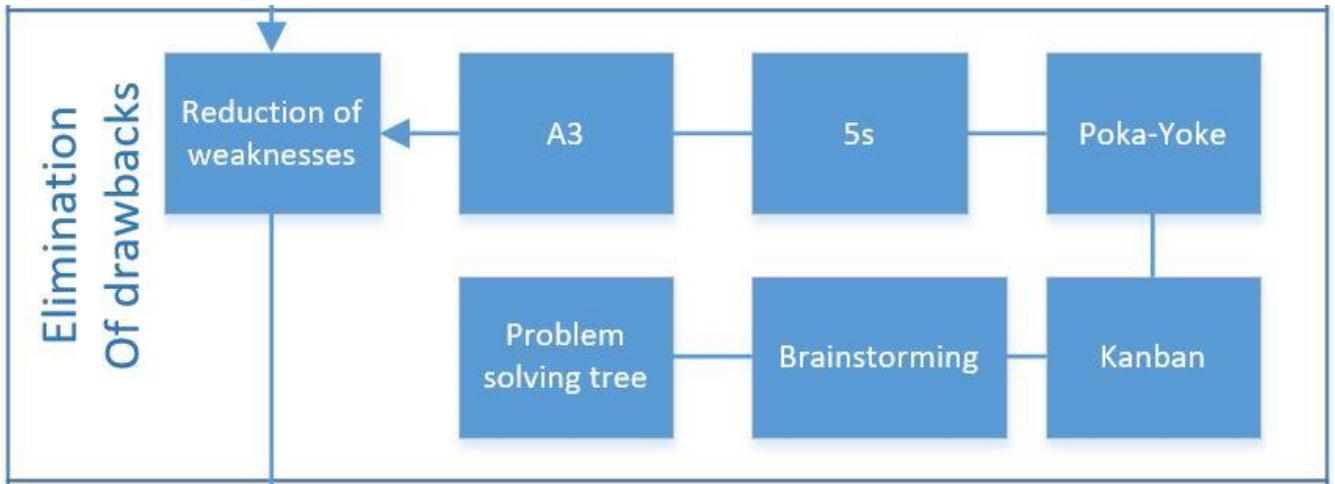 Elimination
Of drawbacks
Reduction of
weaknesses
A3
5s
Poka-Yoke
Problem
solving tree
Brainstorming
Kanban